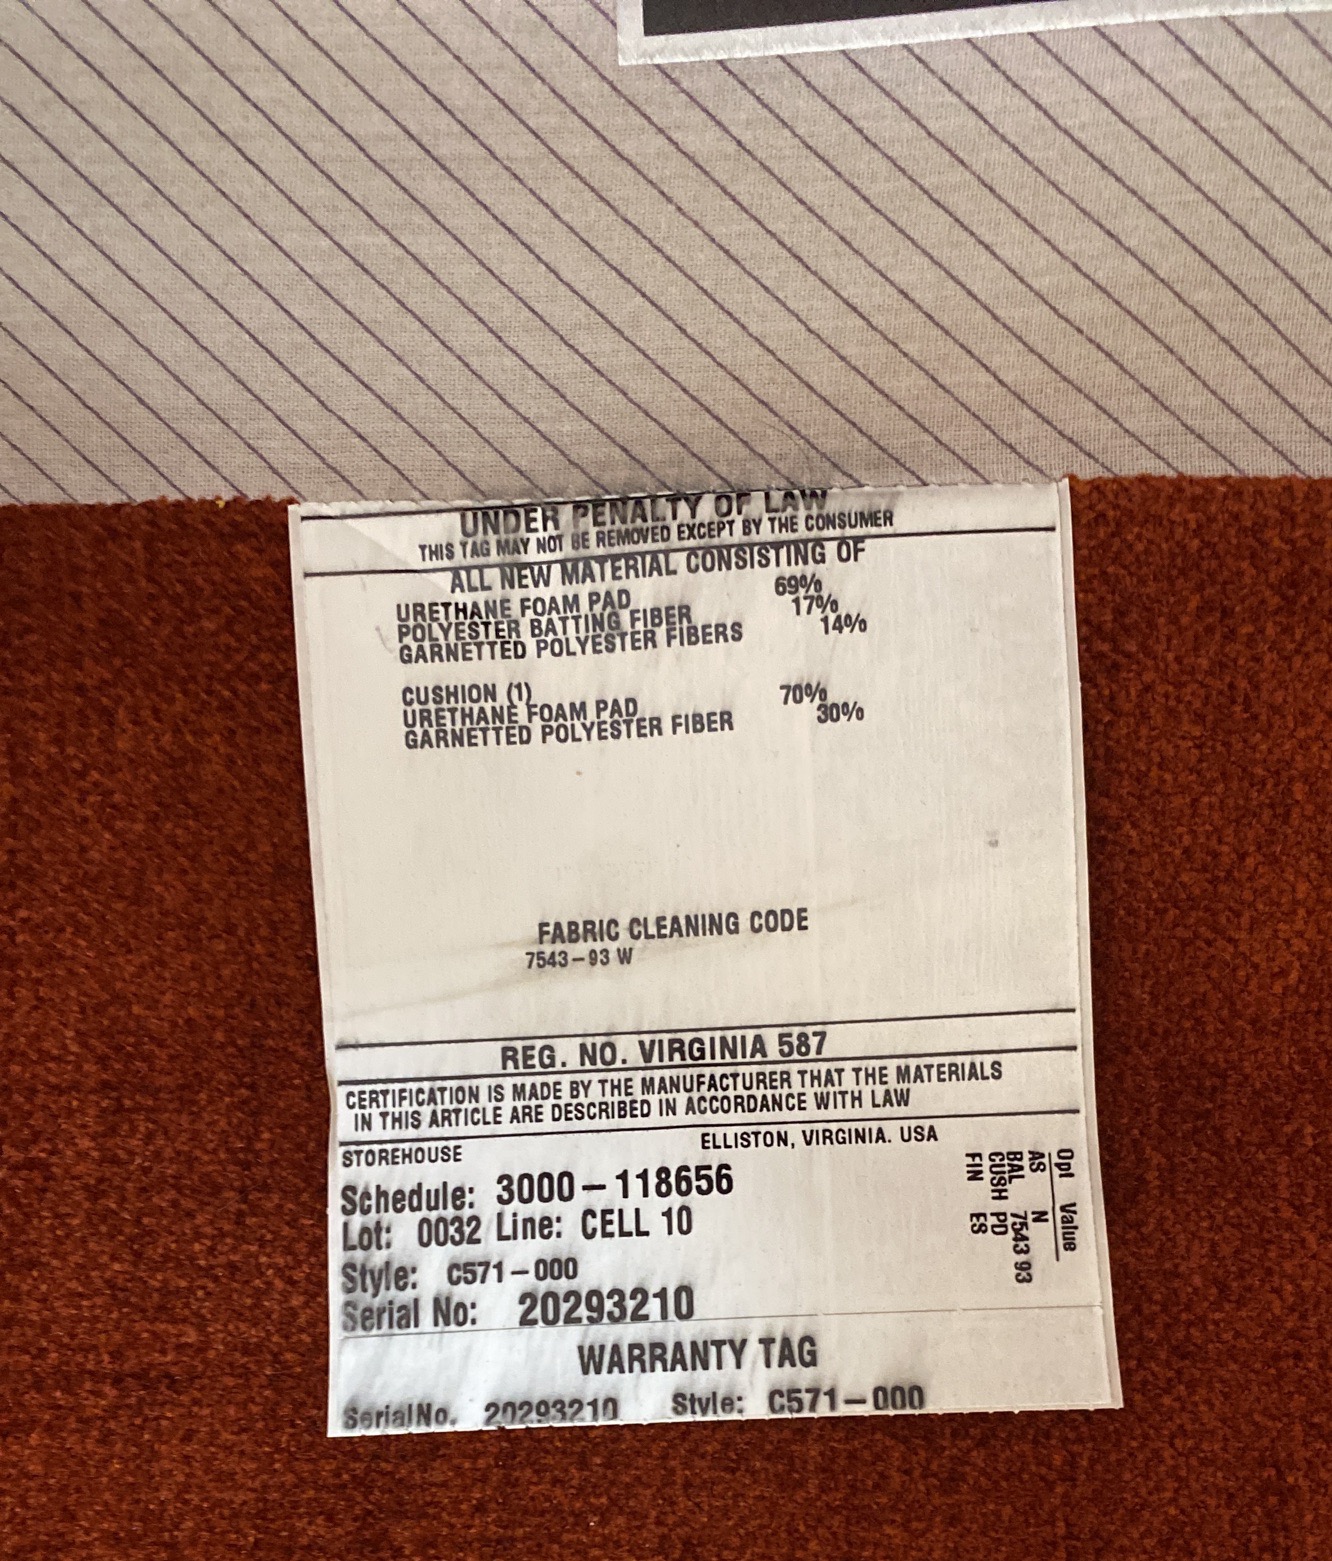 UNDER PENALTY OF LAW
THIS TAG MAY NOT BE REMOVED EXCEPT BY THE CONSUMER
ALL NEW MATERIAL CONSISTING OF
URETHANE FOAM PAD 69%
POLYESTER BATTING FIBER 17%
GARNETTED POLYESTER FIBERS 14%
CUSHION (1)
URETHANE FOAM PAD 70%
GARNETTED POLYESTER FIBER 30%
FABRIC CLEANING CODE
7543-93 W
REG. NO. VIRGINIA 587
CERTIFICATION IS MADE BY THE MANUFACTURER THAT THE MATERIALS
IN THIS ARTICLE ARE DESCRIBED IN ACCORDANCE WITH LAW
STOREHOUSE ELLISTON, VIRGINIA. USA
Schedule: 3000-118656
Lot: 0032 Line: CELL 10
Style: C571-000
Serial No: 20293210
Opt Value
AS N
BAL 7543 93
CUSH PD
FIN ES
WARRANTY TAG
Serial No. 20293210 Style: C571-000